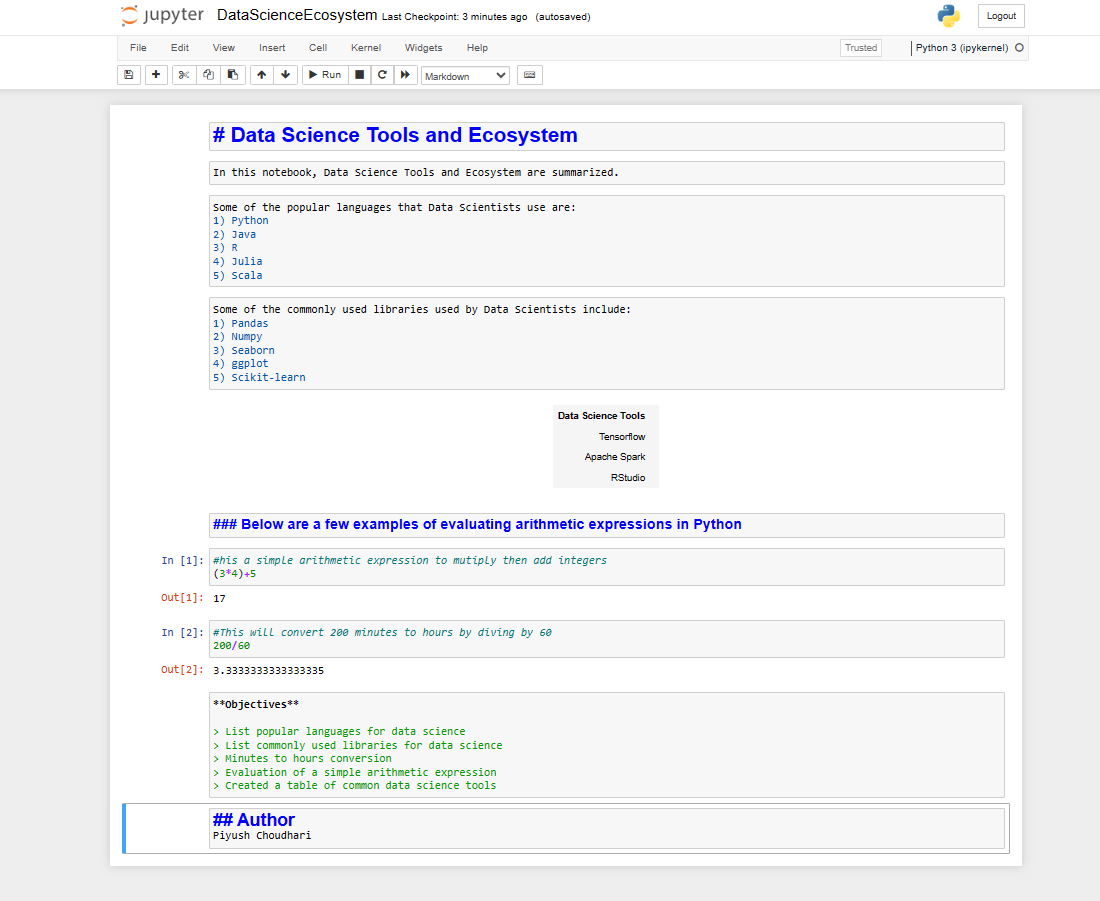 jupyter DataScienceEcosystem Last Checkpoint: 3 minutes ago (autosaved) Logout
File Edit View Insert Cell Kernel Widgets Help Trusted Python 3 (ipykernel)
Run Markdown
# Data Science Tools and Ecosystem
In this notebook, Data Science Tools and Ecosystem are summarized.
Some of the popular languages that Data Scientists use are:
1) Python
2) Java
3) R
4) Julia
5) Scala
Some of the commonly used libraries used by Data Scientists include:
1) Pandas
2) Numpy
3) Seaborn
4) ggplot
5) Scikit-learn
Data Science Tools
Tensorflow
Apache Spark
RStudio
### Below are a few examples of evaluating arithmetic expressions in Python
In [1]: #his a simple arithmetic expression to mutiply then add integers
(3*4)+5
Out[1]: 17
In [2]: #This will convert 200 minutes to hours by diving by 60
200/60
Out[2]: 3.3333333333333335
**Objectives**
> List popular languages for data science
> List commonly used libraries for data science
> Minutes to hours conversion
> Evaluation of a simple arithmetic expression
> Created a table of common data science tools
## Author
Piyush Choudhari